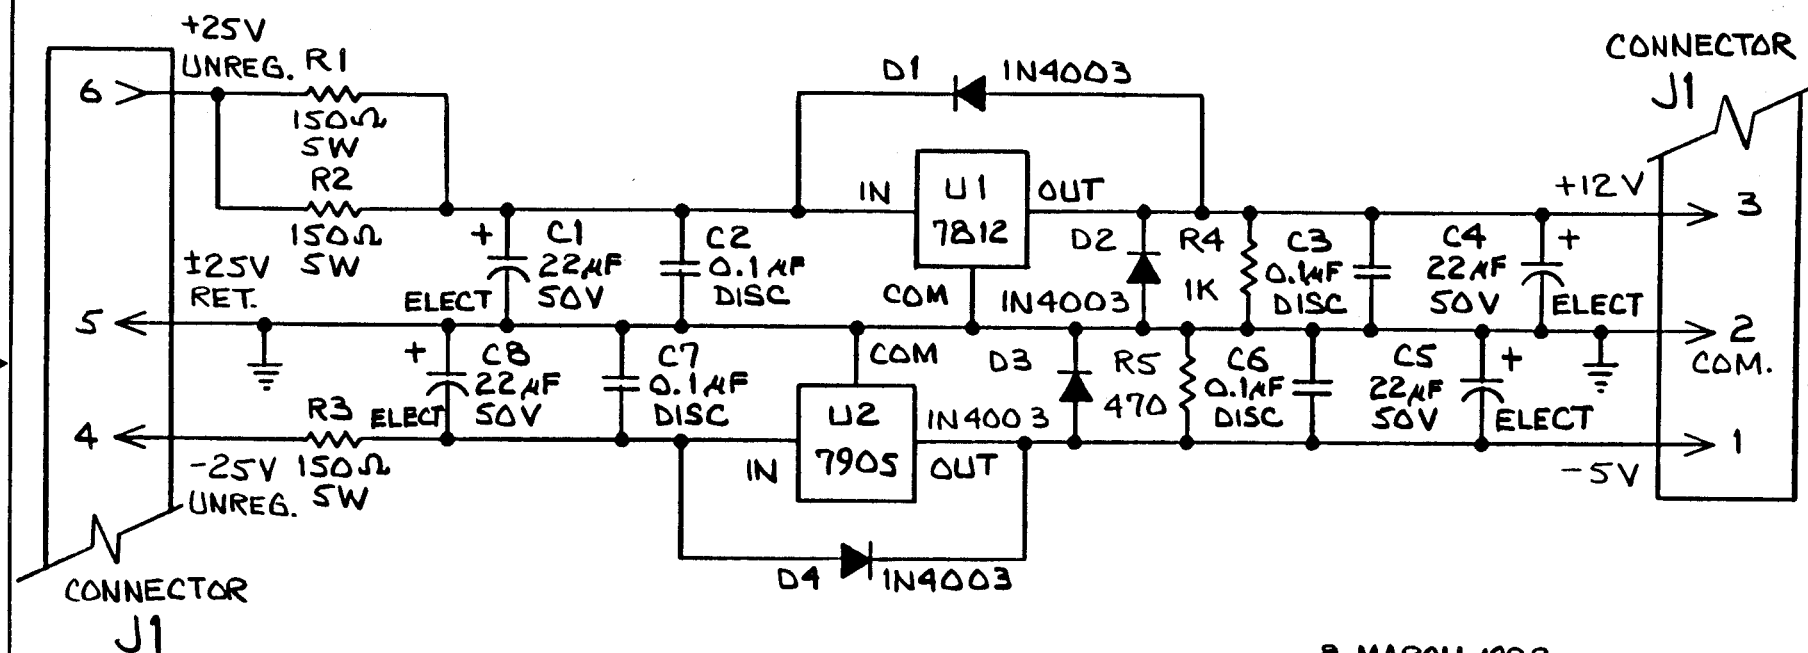 +25V
UNREG.
6
R1
150Ω
5W
R2
150Ω
5W
±25V
RET.
5
4
-25V
UNREG.
R3
150Ω
5W
CONNECTOR
J1
+
C1
22µF
50V
ELECT
C2
0.1µF
DISC
+
C8
22µF
50V
ELECT
C7
0.1µF
DISC
D1
1N4003
IN
U1
7812
OUT
COM
COM
IN
U2
7905
OUT
D4
1N4003
D2
1N4003
R4
1K
C3
0.1µF
DISC
C4
22µF
50V
+
ELECT
D3
1N4003
R5
470
C6
0.1µF
DISC
C5
22µF
50V
+
ELECT
CONNECTOR
J1
+12V
3
2
COM.
1
-5V